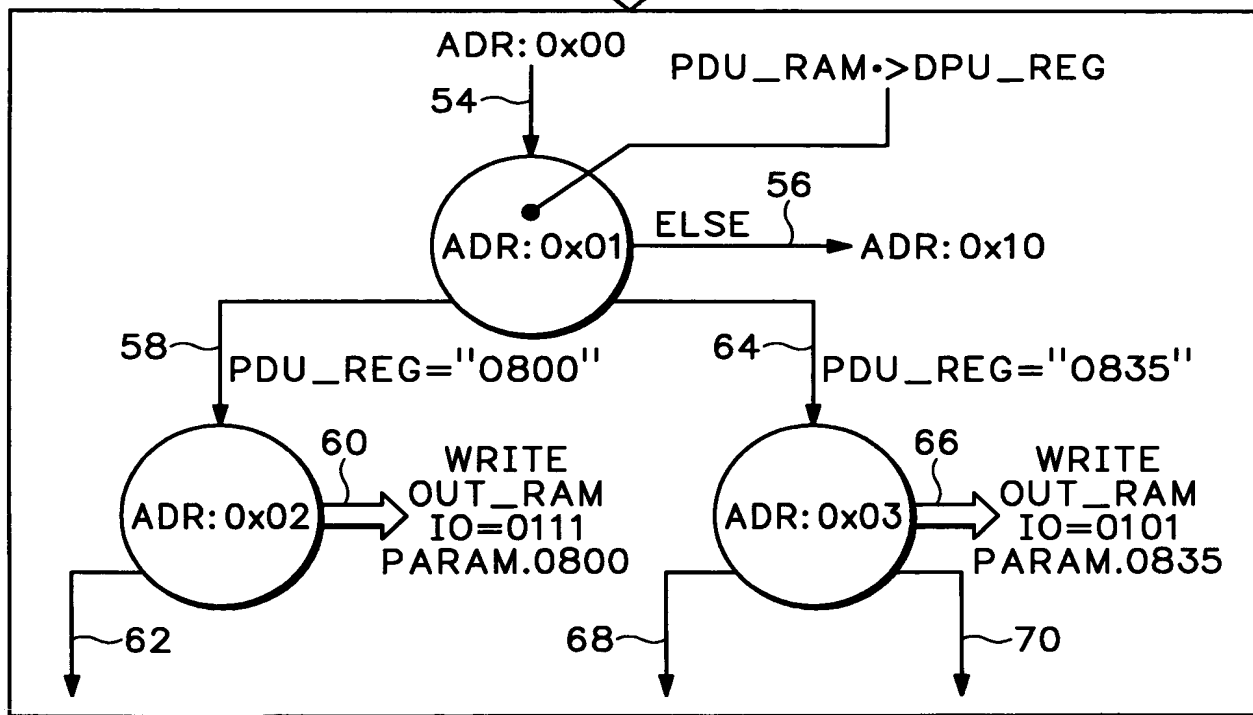 ADR:0x00
PDU_RAM·>DPU_REG
54
56
ELSE
ADR:0x01
ADR:0x10
58
64
PDU_REG="0800"
PDU_REG="0835"
60
66
WRITE
OUT_RAM
IO=0111
PARAM.0800
WRITE
OUT_RAM
IO=0101
PARAM.0835
ADR:0x02
ADR:0x03
62
68
70